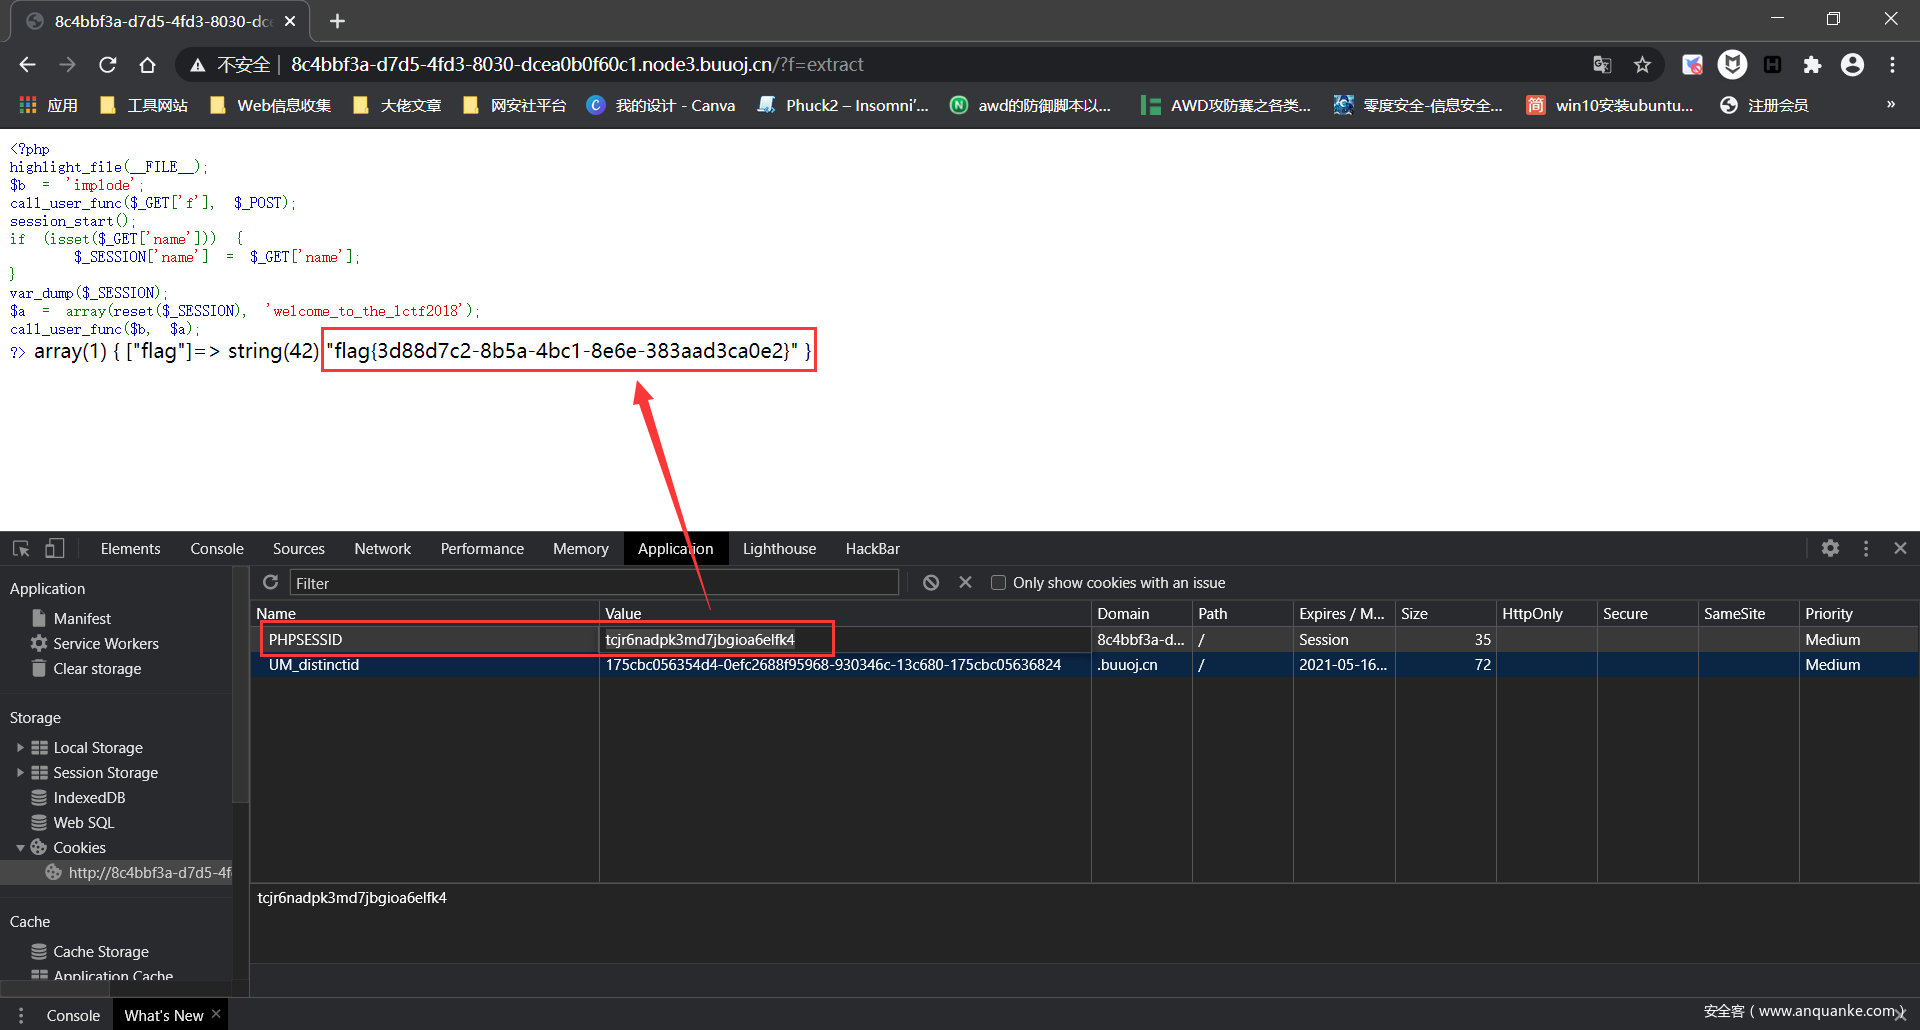 8c4bbf3a-d7d5-4fd3-8030-dce
不安全 | 8c4bbf3a-d7d5-4fd3-8030-dcea0b0f60c1.node3.buuoj.cn/?f=extract
应用 工具网站 Web信息收集 大佬文章 网安社平台 我的设计 - Canva Phuck2 – Insomni'... awd的防御脚本以... AWD攻防赛之各类... 零度安全-信息安全... win10安装ubuntu... 注册会员 »
<?php
highlight_file(__FILE__);
$b = 'implode';
call_user_func($_GET['f'], $_POST);
session_start();
if (isset($_GET['name'])) {
$_SESSION['name'] = $_GET['name'];
}
var_dump($_SESSION);
$a = array(reset($_SESSION), 'welcome_to_the_lctf2018');
call_user_func($b, $a);
?> array(1) { ["flag"]=> string(42) "flag{3d88d7c2-8b5a-4bc1-8e6e-383aad3ca0e2}" }
Elements Console Sources Network Performance Memory Application Lighthouse HackBar
Application
Manifest
Service Workers
Clear storage
Storage
Local Storage
Session Storage
IndexedDB
Web SQL
Cookies
http://8c4bbf3a-d7d5-4f
Cache
Cache Storage
Application Cache
Filter Only show cookies with an issue
Name Value Domain Path Expires / M... Size HttpOnly Secure SameSite Priority
PHPSESSID tcjr6nadpk3md7jbgioa6elfk4 8c4bbf3a-d... / Session 35 Medium
UM_distinctid 175cbc056354d4-0efc2688f95968-930346c-13c680-175cbc05636824 .buuoj.cn / 2021-05-16... 72 Medium
tcjr6nadpk3md7jbgioa6elfk4
Console What's New
安全客 ( www.anquanke.com )